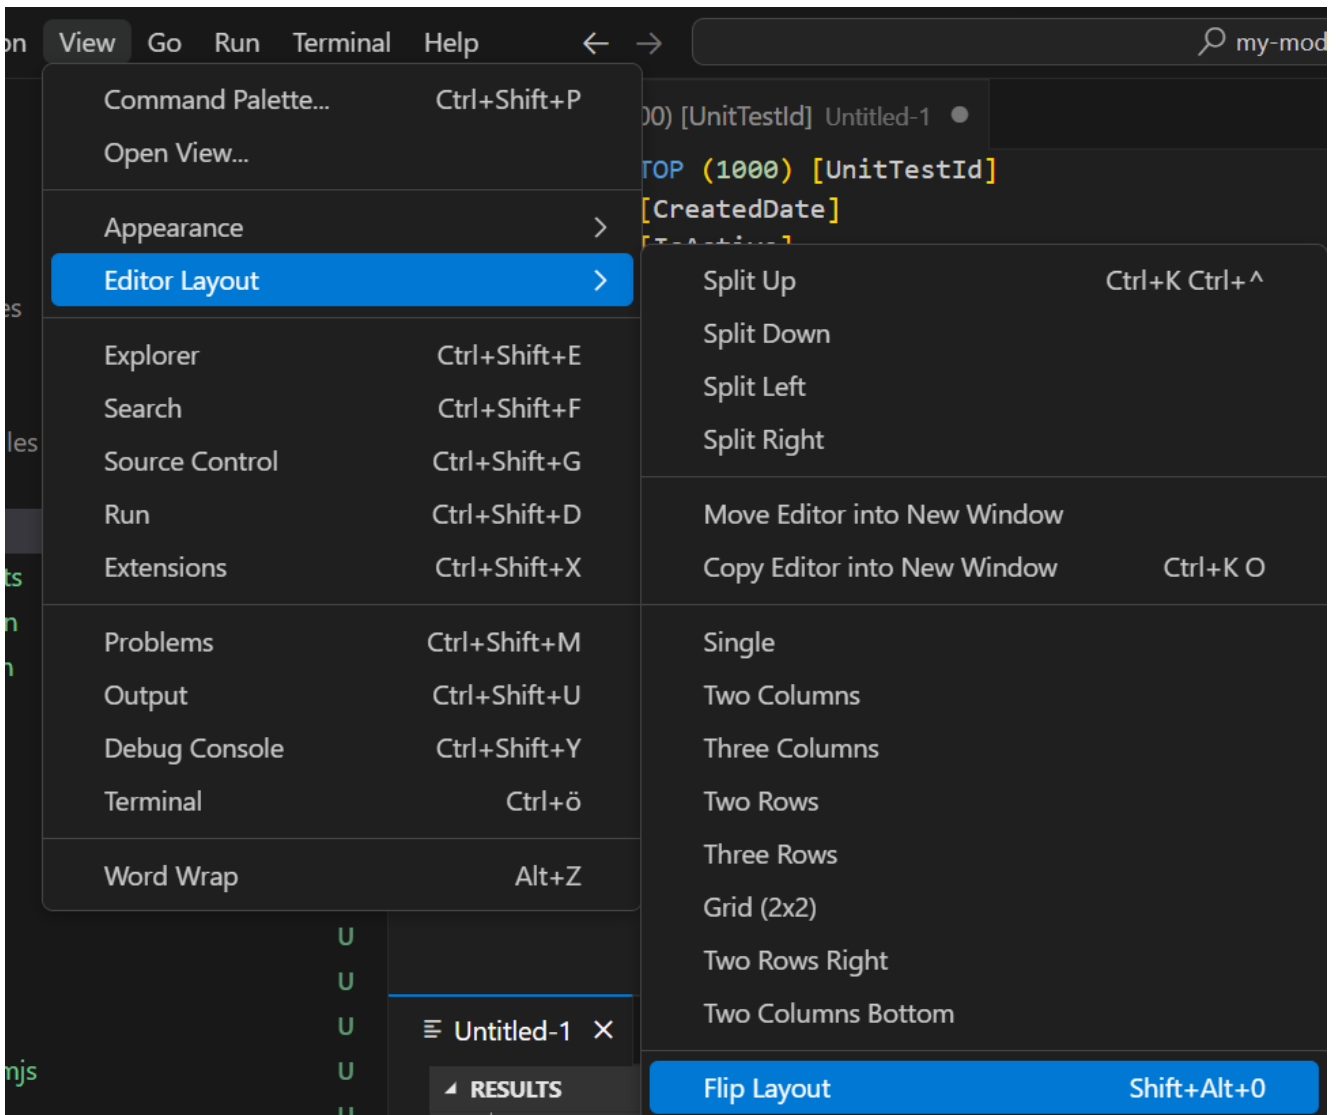 on View Go Run Terminal Help ← → my-mod
Command Palette... Ctrl+Shift+P
Open View...
Appearance
Editor Layout
Explorer Ctrl+Shift+E
Search Ctrl+Shift+F
Source Control Ctrl+Shift+G
Run Ctrl+Shift+D
Extensions Ctrl+Shift+X
Problems Ctrl+Shift+M
Output Ctrl+Shift+U
Debug Console Ctrl+Shift+Y
Terminal Ctrl+ö
Word Wrap Alt+Z
00) [UnitTestId] Untitled-1
TOP (1000) [UnitTestId]
[CreatedDate]
[IsActive]
Split Up Ctrl+K Ctrl+^
Split Down
Split Left
Split Right
Move Editor into New Window
Copy Editor into New Window Ctrl+K O
Single
Two Columns
Three Columns
Two Rows
Three Rows
Grid (2x2)
Two Rows Right
Two Columns Bottom
Flip Layout Shift+Alt+0
es
les
ts
n
mjs
U
U
U
U
U
Untitled-1
RESULTS